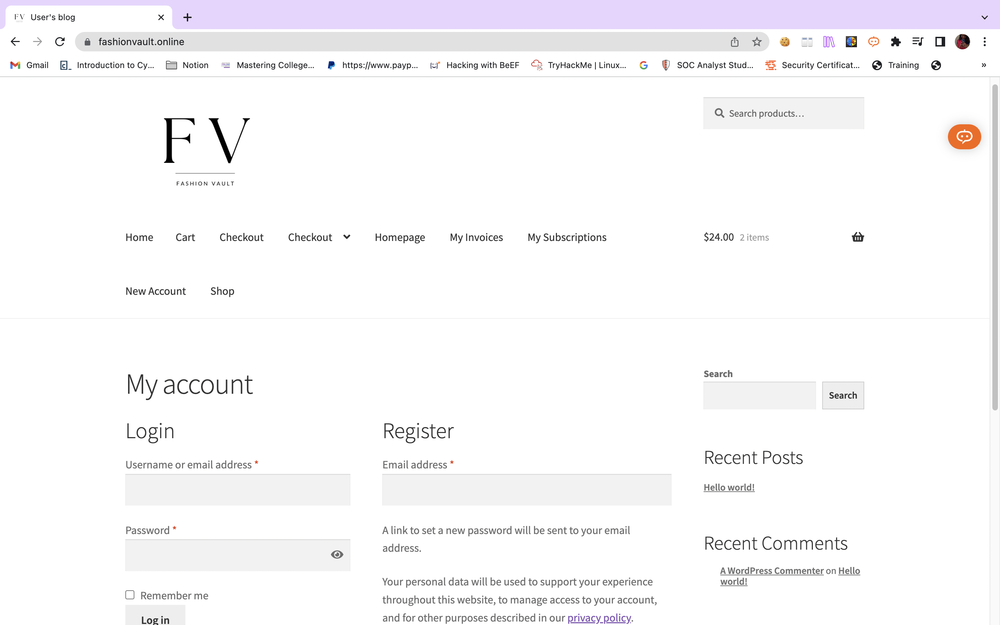 FV User's blog
fashionvault.online
Gmail Introduction to Cy... Notion Mastering College... https://www.payp... Hacking with BeEF TryHackMe | Linux... SOC Analyst Stud... Security Certificat... Training »
Search products...
F V
FASHION VAULT
Home Cart Checkout Checkout Homepage My Invoices My Subscriptions $24.00 2 items
New Account Shop
My account
Login
Username or email address *
Password *
Remember me
Log in
Register
Email address *
A link to set a new password will be sent to your email
address.
Your personal data will be used to support your experience
throughout this website, to manage access to your account,
and for other purposes described in our privacy policy.
Search
Search
Recent Posts
Hello world!
Recent Comments
A WordPress Commenter on Hello
world!